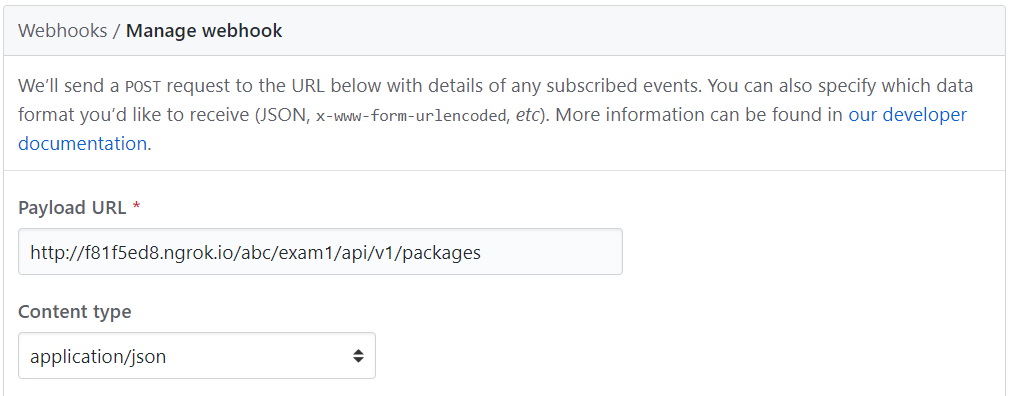 Webhooks / Manage webhook
We’ll send a POST request to the URL below with details of any subscribed events. You can also specify which data
format you’d like to receive (JSON, x-www-form-urlencoded, etc). More information can be found in our developer
documentation.
Payload URL *
http://f81f5ed8.ngrok.io/abc/exam1/api/v1/packages
Content type
application/json